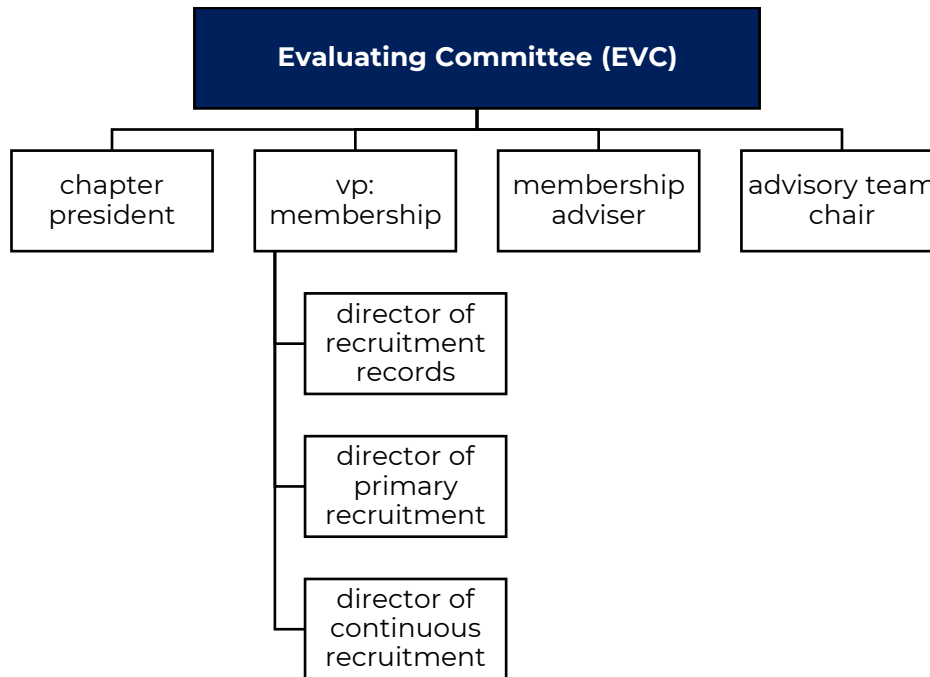 Evaluating Committee (EVC)
chapter
president
vp:
membership
membership
adviser
advisory team
chair
director of
recruitment
records
director of
primary
recruitment
director of
continuous
recruitment